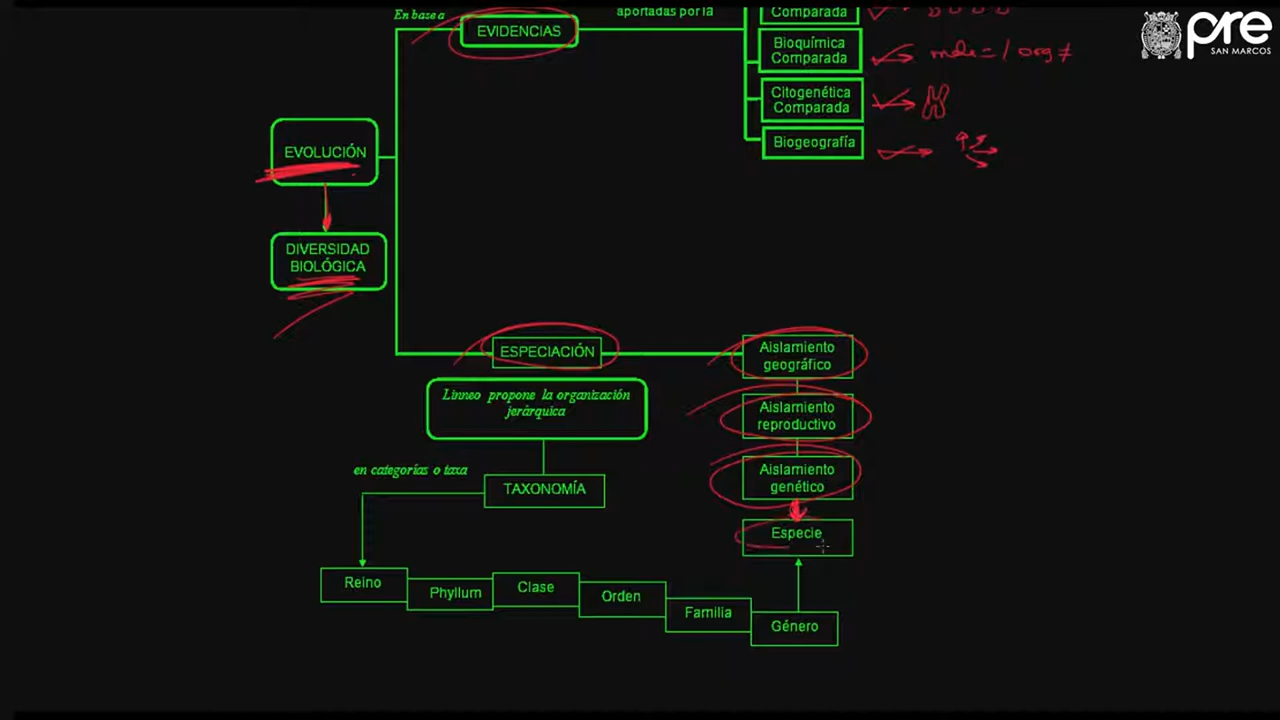 En base a
EVIDENCIAS
aportadas por la
Comparada
Bioquímica
Comparada
mole = / org ≠
Citogenética
Comparada
Biogeografía
pre
SAN MARCOS
EVOLUCIÓN
DIVERSIDAD
BIOLÓGICA
ESPECIACIÓN
Aislamiento
geográfico
Linneo propone la organización
jerárquica
Aislamiento
reproductivo
en categorías o taxa
TAXONOMÍA
Aislamiento
genético
Especie
Reino
Phyllum
Clase
Orden
Familia
Género